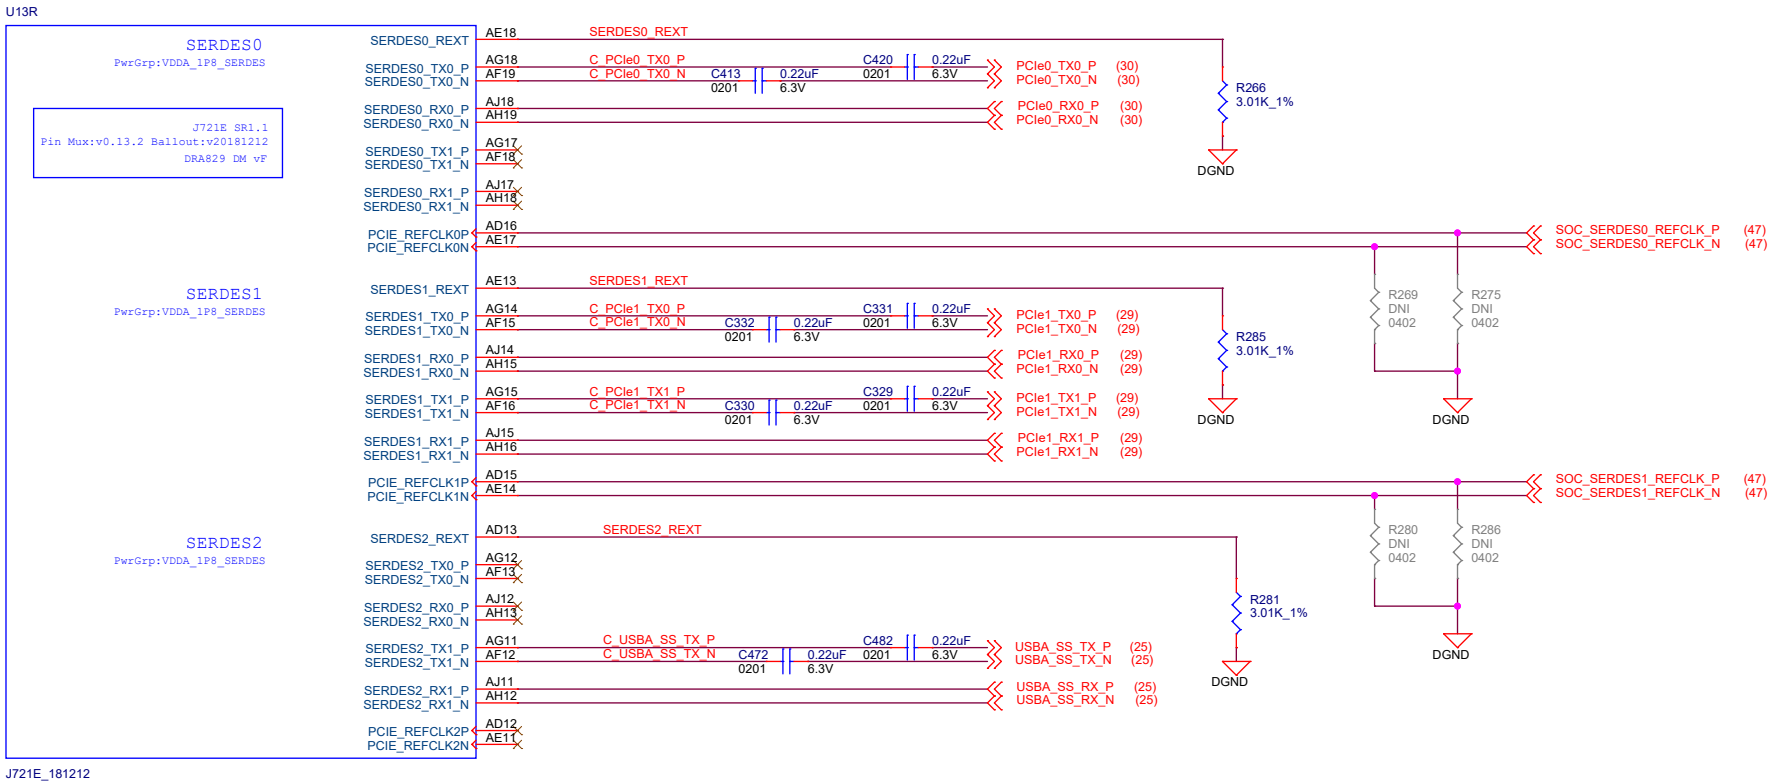 U13R
SERDES0
PwrGrp:VDDA_1P8_SERDES
J721E SR1.1
Pin Mux:v0.13.2 Ballout:v20181212
DRA829 DM vF
SERDES0_REXT AE18 SERDES0_REXT
SERDES0_TX0_P AG18 C_PCIe0_TX0_P C420 0.22uF PCIe0_TX0_P (30)
0201 6.3V
SERDES0_TX0_N AF19 C_PCIe0_TX0_N C413 0.22uF PCIe0_TX0_N (30)
0201 6.3V
R266
3.01K_1%
SERDES0_RX0_P AJ18 PCIe0_RX0_P (30)
SERDES0_RX0_N AH19 PCIe0_RX0_N (30)
SERDES0_TX1_P AG17
SERDES0_TX1_N AF18
DGND
SERDES0_RX1_P AJ17
SERDES0_RX1_N AH18
PCIE_REFCLK0P AD16 SOC_SERDES0_REFCLK_P (47)
PCIE_REFCLK0N AE17 SOC_SERDES0_REFCLK_N (47)
SERDES1
PwrGrp:VDDA_1P8_SERDES
SERDES1_REXT AE13 SERDES1_REXT
R269
DNI
0402
R275
DNI
0402
SERDES1_TX0_P AG14 C_PCIe1_TX0_P C331 0.22uF PCIe1_TX0_P (29)
0201 6.3V
SERDES1_TX0_N AF15 C_PCIe1_TX0_N C332 0.22uF PCIe1_TX0_N (29)
0201 6.3V
R285
3.01K_1%
SERDES1_RX0_P AJ14 PCIe1_RX0_P (29)
SERDES1_RX0_N AH15 PCIe1_RX0_N (29)
SERDES1_TX1_P AG15 C_PCIe1_TX1_P C329 0.22uF PCIe1_TX1_P (29)
0201 6.3V
SERDES1_TX1_N AF16 C_PCIe1_TX1_N C330 0.22uF PCIe1_TX1_N (29)
0201 6.3V
DGND
DGND
SERDES1_RX1_P AJ15 PCIe1_RX1_P (29)
SERDES1_RX1_N AH16 PCIe1_RX1_N (29)
PCIE_REFCLK1P AD15 SOC_SERDES1_REFCLK_P (47)
PCIE_REFCLK1N AE14 SOC_SERDES1_REFCLK_N (47)
SERDES2
PwrGrp:VDDA_1P8_SERDES
SERDES2_REXT AD13 SERDES2_REXT
R280
DNI
0402
R286
DNI
0402
SERDES2_TX0_P AG12
SERDES2_TX0_N AF13
SERDES2_RX0_P AJ12
SERDES2_RX0_N AH13
R281
3.01K_1%
SERDES2_TX1_P AG11 C_USBA_SS_TX_P C482 0.22uF USBA_SS_TX_P (25)
0201 6.3V
SERDES2_TX1_N AF12 C_USBA_SS_TX_N C472 0.22uF USBA_SS_TX_N (25)
0201 6.3V
DGND
DGND
SERDES2_RX1_P AJ11 USBA_SS_RX_P (25)
SERDES2_RX1_N AH12 USBA_SS_RX_N (25)
PCIE_REFCLK2P AD12
PCIE_REFCLK2N AE11
J721E_181212